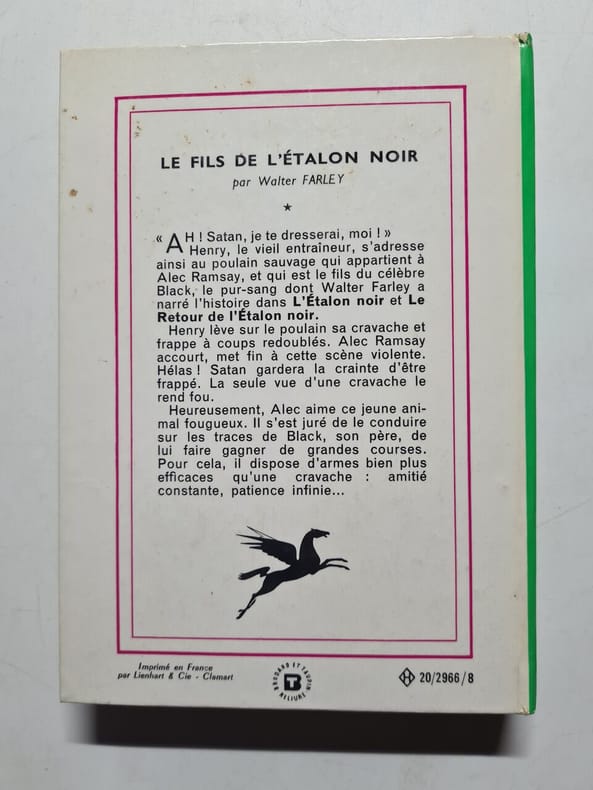 LE FILS DE L'ÉTALON NOIR
par Walter FARLEY
« AH ! Satan, je te dresserai, moi ! »
Henry, le vieil entraîneur, s'adresse
ainsi au poulain sauvage qui appartient à
Alec Ramsay, et qui est le fils du célèbre
Black, le pur-sang dont Walter Farley a
narré l'histoire dans L'Étalon noir et Le
Retour de l'Étalon noir.
Henry lève sur le poulain sa cravache et
frappe à coups redoublés. Alec Ramsay
accourt, met fin à cette scène violente.
Hélas ! Satan gardera la crainte d'être
frappé. La seule vue d'une cravache le
rend fou.
Heureusement, Alec aime ce jeune ani-
mal fougueux. Il s'est juré de le conduire
sur les traces de Black, son père, de
lui faire gagner de grandes courses.
Pour cela, il dispose d'armes bien plus
efficaces qu'une cravache : amitié
constante, patience infinie...
Imprimé en France
par Lienhart & Cie - Clamart
BRODARD ET TAUPIN
BT
RELIURE
H 20/2966/8